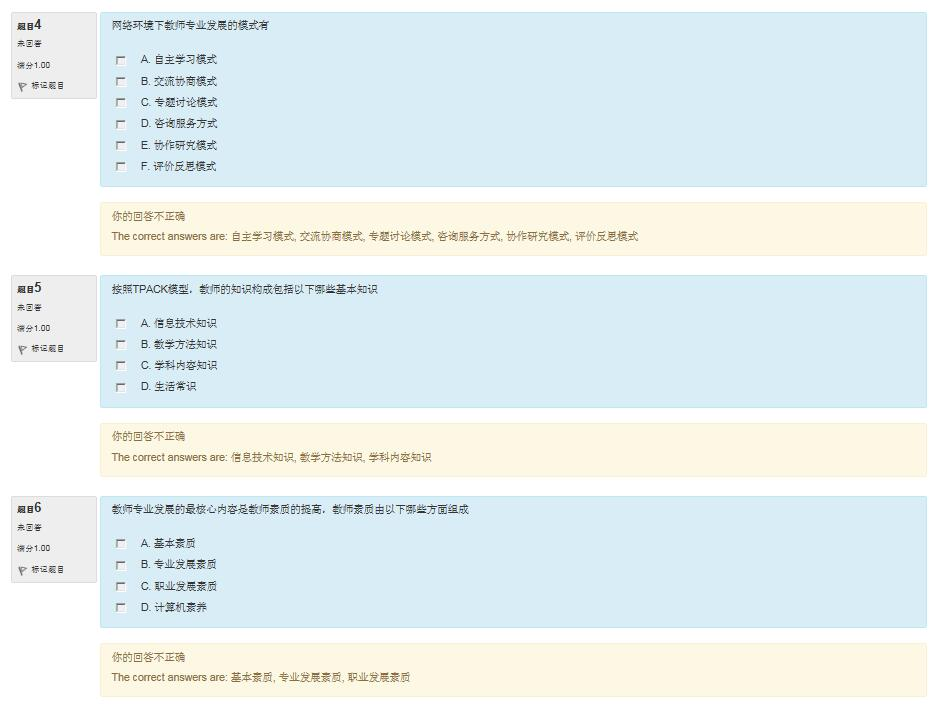 题目4
未回答
满分1.00
标记题目
网络环境下教师专业发展的模式有
A. 自主学习模式
B. 交流协商模式
C. 专题讨论模式
D. 咨询服务方式
E. 协作研究模式
F. 评价反思模式
你的回答不正确
The correct answers are: 自主学习模式, 交流协商模式, 专题讨论模式, 咨询服务方式, 协作研究模式, 评价反思模式
题目5
未回答
满分1.00
标记题目
按照TPACK模型，教师的知识构成包括以下哪些基本知识
A. 信息技术知识
B. 教学方法知识
C. 学科内容知识
D. 生活常识
你的回答不正确
The correct answers are: 信息技术知识, 教学方法知识, 学科内容知识
题目6
未回答
满分1.00
标记题目
教师专业发展的最核心内容是教师素质的提高，教师素质由以下哪些方面组成
A. 基本素质
B. 专业发展素质
C. 职业发展素质
D. 计算机素养
你的回答不正确
The correct answers are: 基本素质, 专业发展素质, 职业发展素质